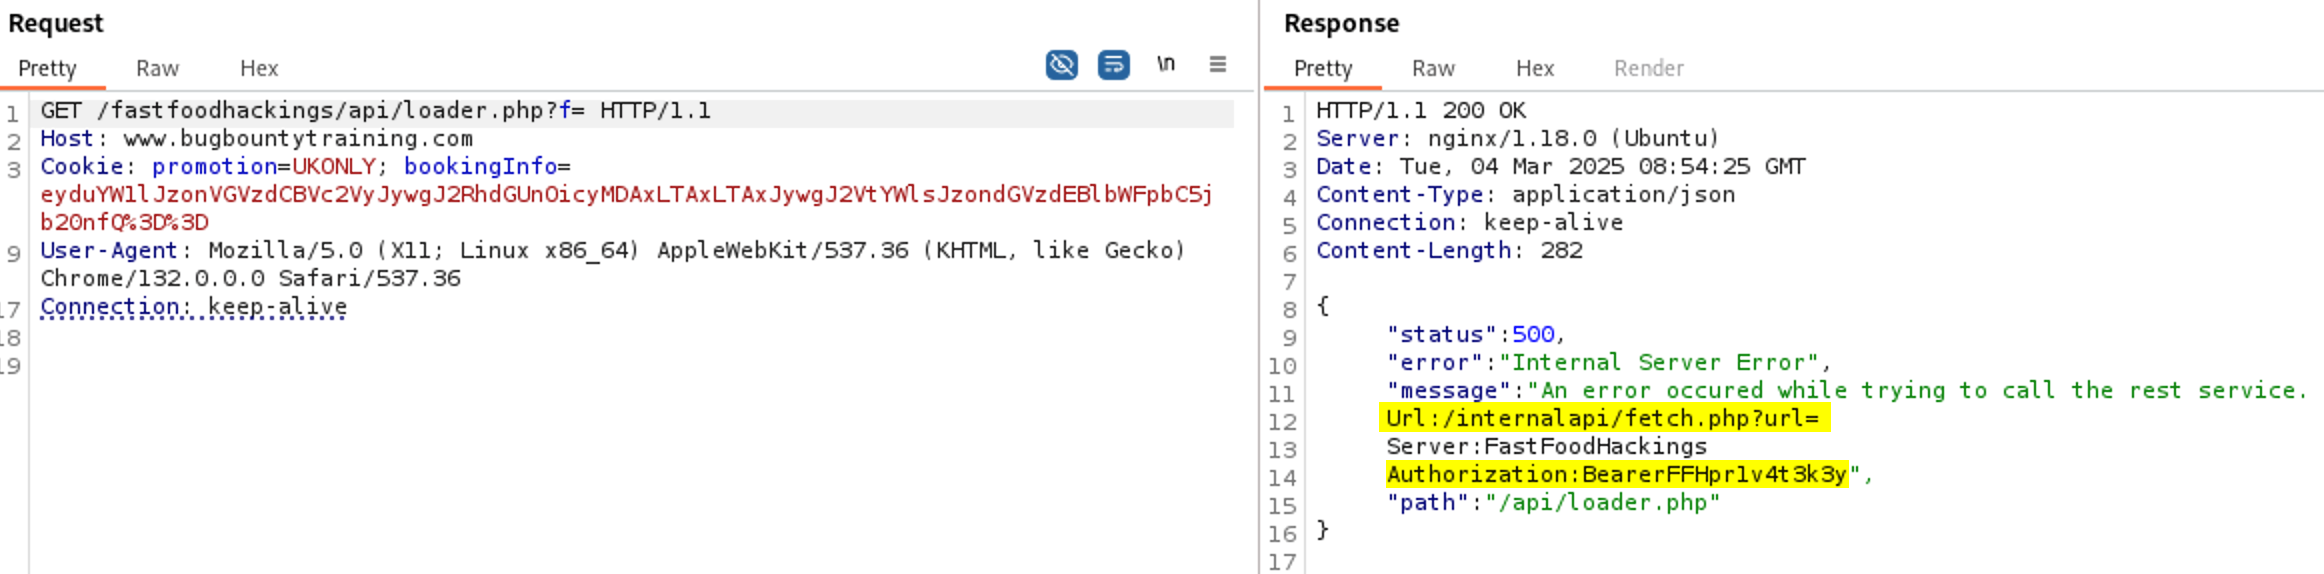 Request
Pretty Raw Hex \n
1 GET /fastfoodhackings/api/loader.php?f= HTTP/1.1
2 Host: www.bugbountytraining.com
3 Cookie: promotion=UKONLY; bookingInfo=
eyduYW1lJzonVGVzdCBVc2VyJywgJ2RhdGUnOicyMDAxLTAxLTAxJywgJ2VtYWlsJzondGVzdEBlbWFpbC5j
b20nfQ%3D%3D
9 User-Agent: Mozilla/5.0 (X11; Linux x86_64) AppleWebKit/537.36 (KHTML, like Gecko)
Chrome/132.0.0.0 Safari/537.36
17 Connection: keep-alive
18
19
Response
Pretty Raw Hex Render
1 HTTP/1.1 200 OK
2 Server: nginx/1.18.0 (Ubuntu)
3 Date: Tue, 04 Mar 2025 08:54:25 GMT
4 Content-Type: application/json
5 Connection: keep-alive
6 Content-Length: 282
7
8 {
9 "status":500,
10 "error":"Internal Server Error",
11 "message":"An error occured while trying to call the rest service.
12 Url:/internalapi/fetch.php?url=
13 Server:FastFoodHackings
14 Authorization:BearerFFHpr1v4t3k3y",
15 "path":"/api/loader.php"
16 }
17